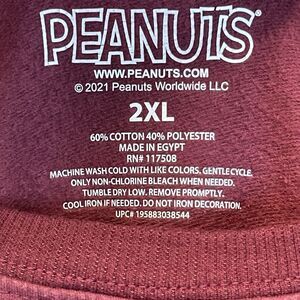 PEANUTS®
WWW.PEANUTS.COM
© 2021 Peanuts Worldwide LLC
2XL
60% COTTON 40% POLYESTER
MADE IN EGYPT
RN# 117508
MACHINE WASH COLD WITH LIKE COLORS. GENTLE CYCLE.
ONLY NON-CHLORINE BLEACH WHEN NEEDED.
TUMBLE DRY LOW. REMOVE PROMPTLY.
COOL IRON IF NEEDED. DO NOT IRON DECORATION.
UPC# 195883038544